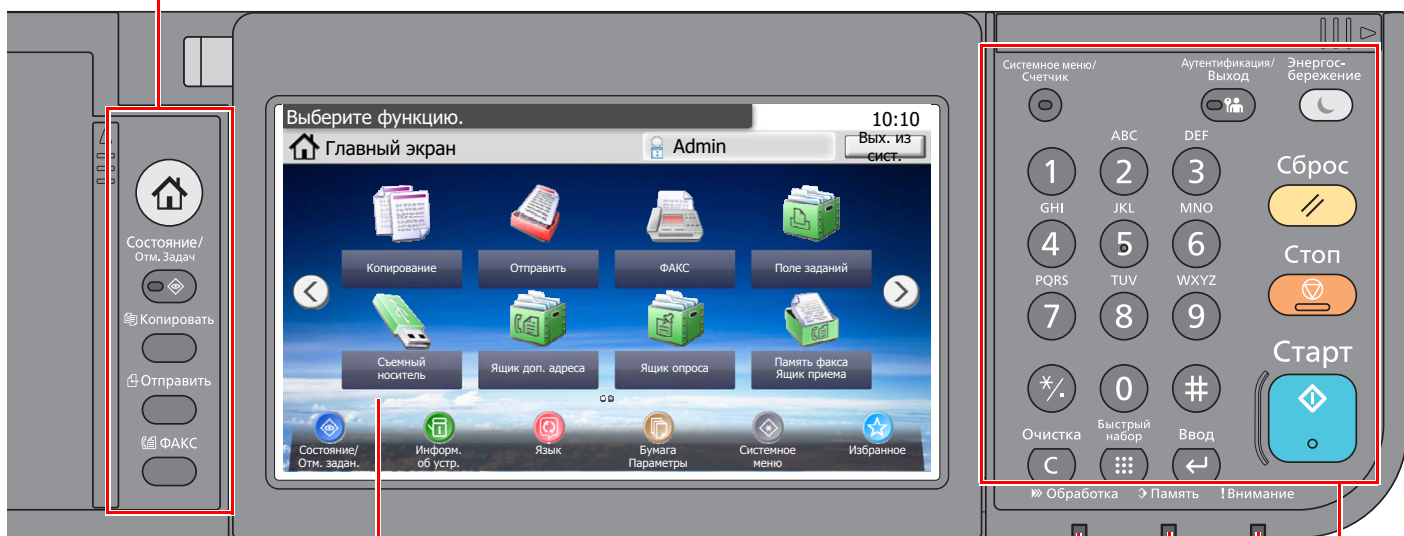 Состояние/
Отм. Задач
Копировать
Отправить
ФАКС
Выберите функцию.
10:10
Главный экран
Admin
Вых. из
сист.
Копирование
Отправить
ФАКС
Поле заданий
Съемный
носитель
Ящик доп. адреса
Ящик опроса
Память факса
Ящик приема
Состояние/
Отм. задан.
Информ.
об устр.
Язык
Бумага
Параметры
Системное
меню
Избранное
Системное меню/
Счетчик
Аутентификация/
Выход
Энергос-
бережение
ABC
DEF
1
2
3
GHI
JKL
MNO
4
5
6
PQRS
TUV
WXYZ
7
8
9
*/.
0
#
Очистка
Быстрый
набор
Ввод
C
Сброс
Стоп
Старт
Обработка
Память
!Внимание